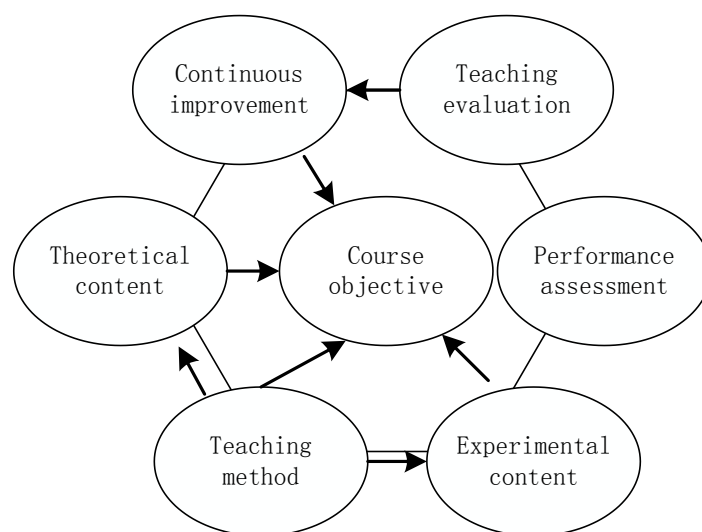 Continuous
improvement
Teaching
evaluation
Theoretical
content
Course
objective
Performance
assessment
Teaching
method
Experimental
content